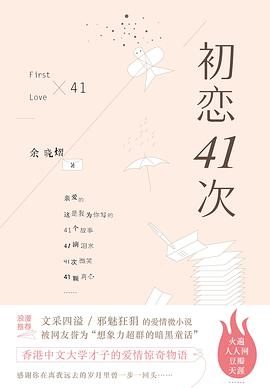 初恋41次
First
Love × 41
余晓熠
著
亲爱的
这是我为你写的
41个故事
41滴泪水
41次微笑
41颗真心
……
浪漫
推荐
文采四溢/邪魅狂狷的爱情微小说
被网友誉为“想象力超群的暗黑童话”
香港中文大学才子的爱情惊奇物语
感谢你在离我远去的岁月里曾一步一回头……
火遍
人人网
豆瓣
天涯